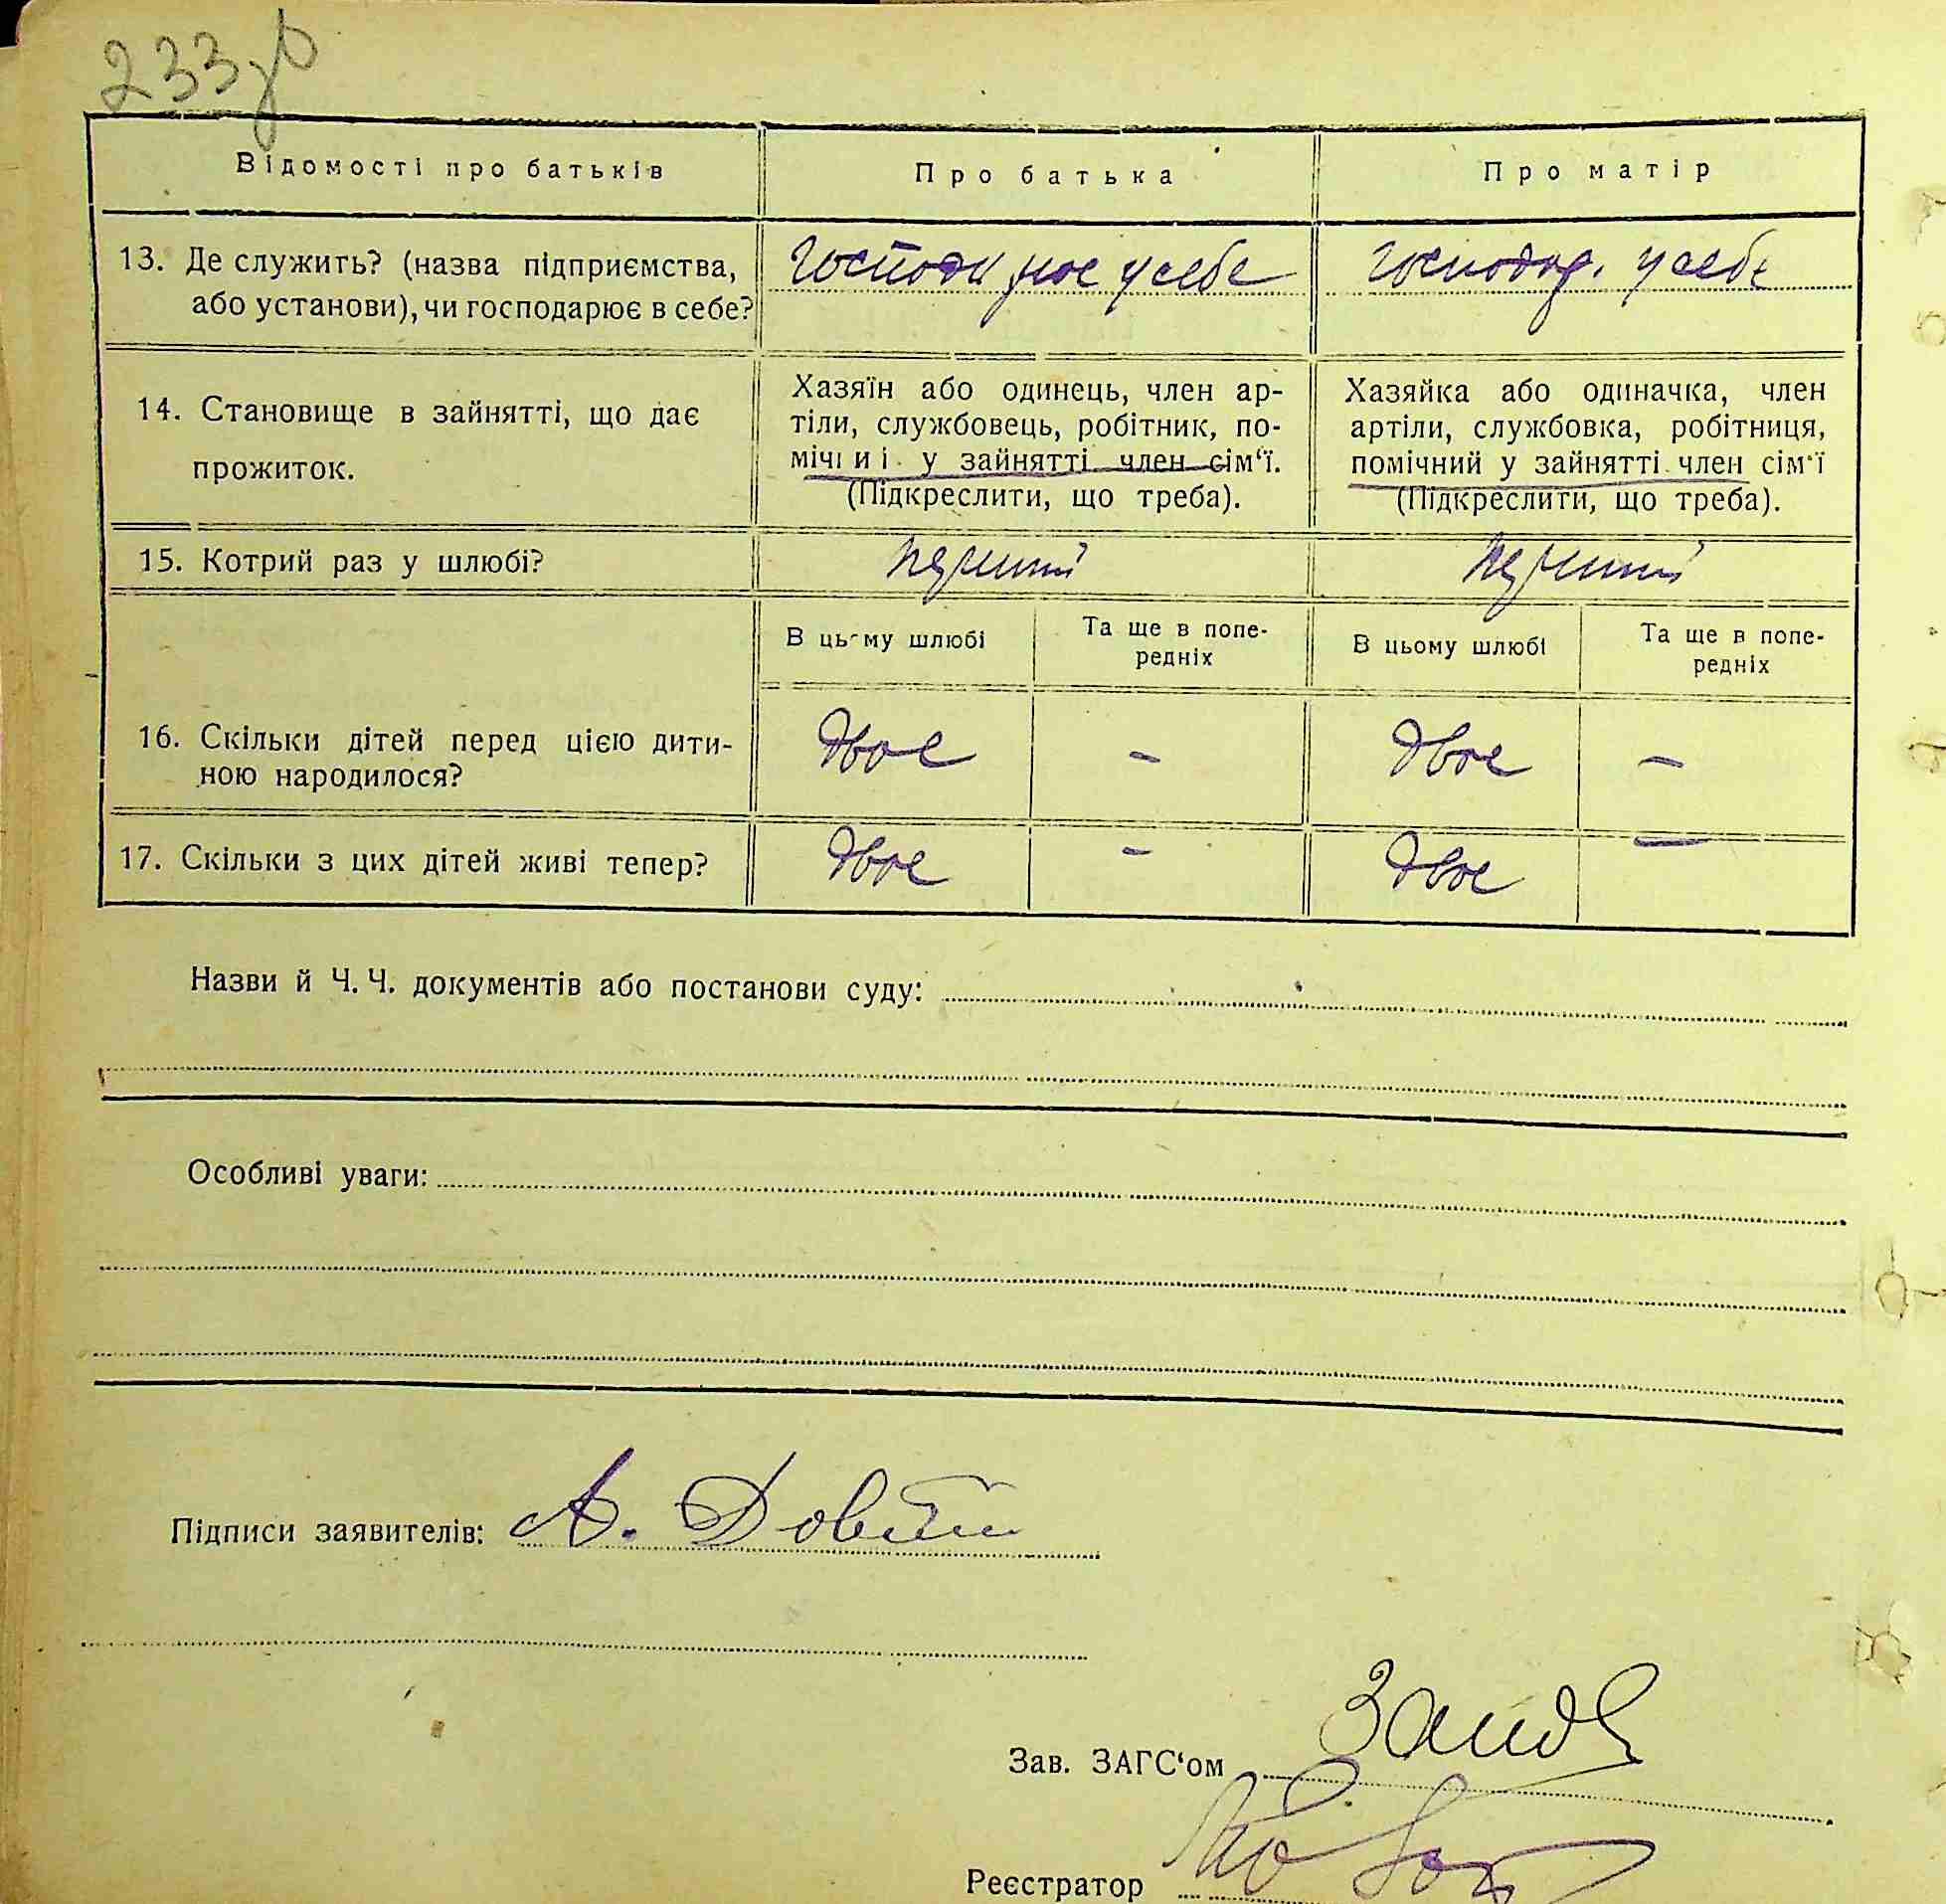 233зв
Відомості про батьків
Про батька
Про матір
13. Де служить? (назва підприємства,
або установи), чи господарює в себе?
Господарює у себе
Господар. у себе
14. Становище в зайнятті, що дає
прожиток.
Хазяїн або одинець, член ар-
тіли, службовець, робітник, по-
мічний у зайнятті член сім‘ї.
(Підкреслити, що треба).
Хазяйка або одиначка, член
артіли, службовка, робітниця,
помічний у зайнятті член сім‘ї
(Підкреслити, що треба).
15. Котрий раз у шлюбі?
перший
перший
В цьому шлюбі
Та ще в попе-
редніх
В цьому шлюбі
Та ще в попе-
редніх
16. Скільки дітей перед цією дити-
ною народилося?
двоє
–
двоє
–
17. Скільки з цих дітей живі тепер?
двоє
–
двоє
–
Назви й Ч. Ч. документів або постанови суду:
Особливі уваги:
Підписи заявителів: А.
Зав. ЗАГС‘ом
Реєстратор